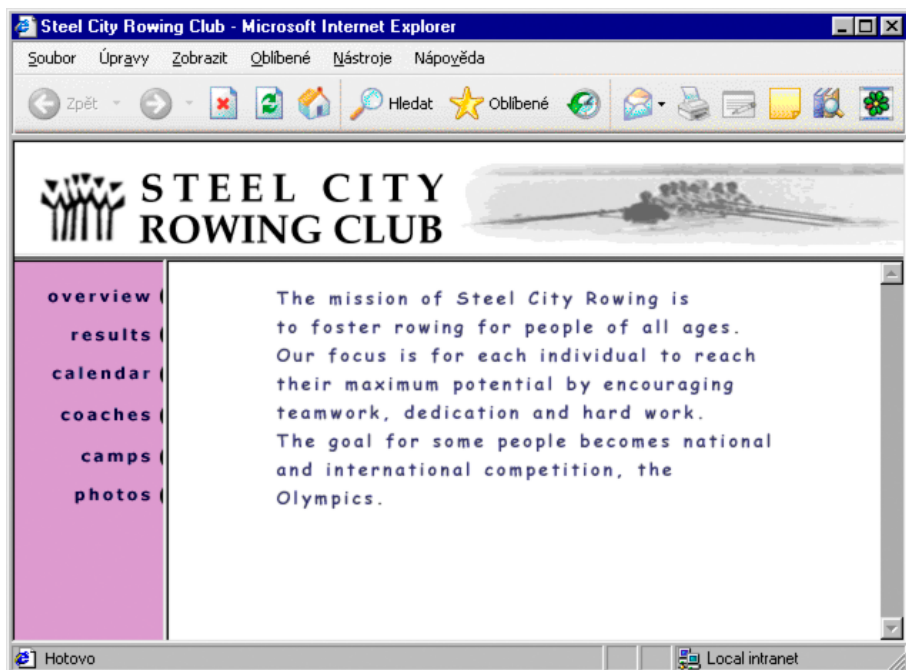 Steel City Rowing Club - Microsoft Internet Explorer
Soubor Úpravy Zobrazit Oblíbené Nástroje Nápověda
Zpět Hledat Oblíbené
STEEL CITY
ROWING CLUB
overview
results
calendar
coaches
camps
photos
The mission of Steel City Rowing is
to foster rowing for people of all ages.
Our focus is for each individual to reach
their maximum potential by encouraging
teamwork, dedication and hard work.
The goal for some people becomes national
and international competition, the
Olympics.
Hotovo Local intranet